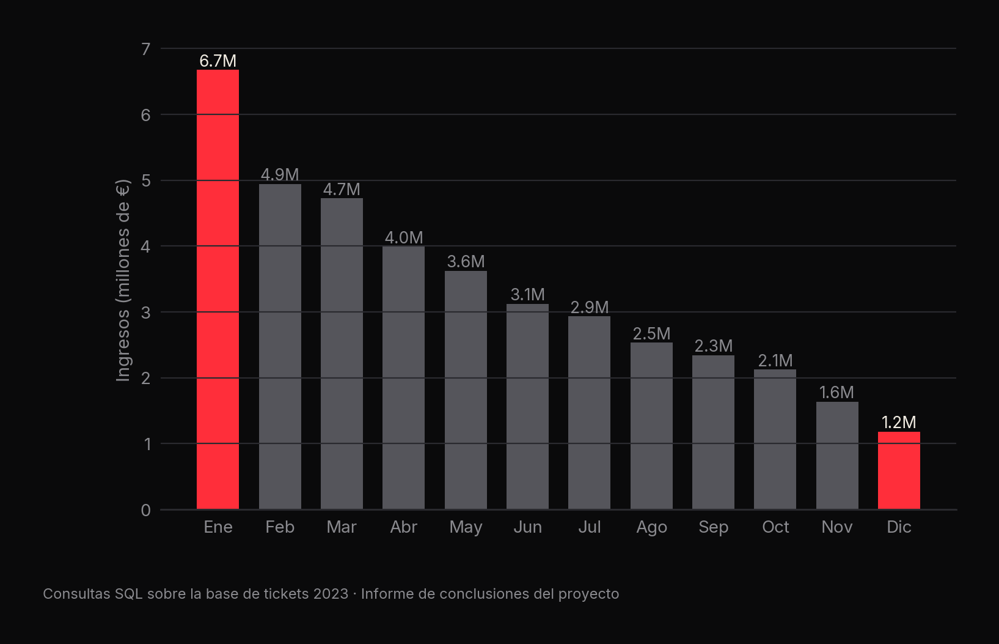 7
6
5
4
3
2
1
0
Ingresos (millones de €)
6.7M
4.9M
4.7M
4.0M
3.6M
3.1M
2.9M
2.5M
2.3M
2.1M
1.6M
1.2M
Ene Feb Mar Abr May Jun Jul Ago Sep Oct Nov Dic
Consultas SQL sobre la base de tickets 2023 · Informe de conclusiones del proyecto